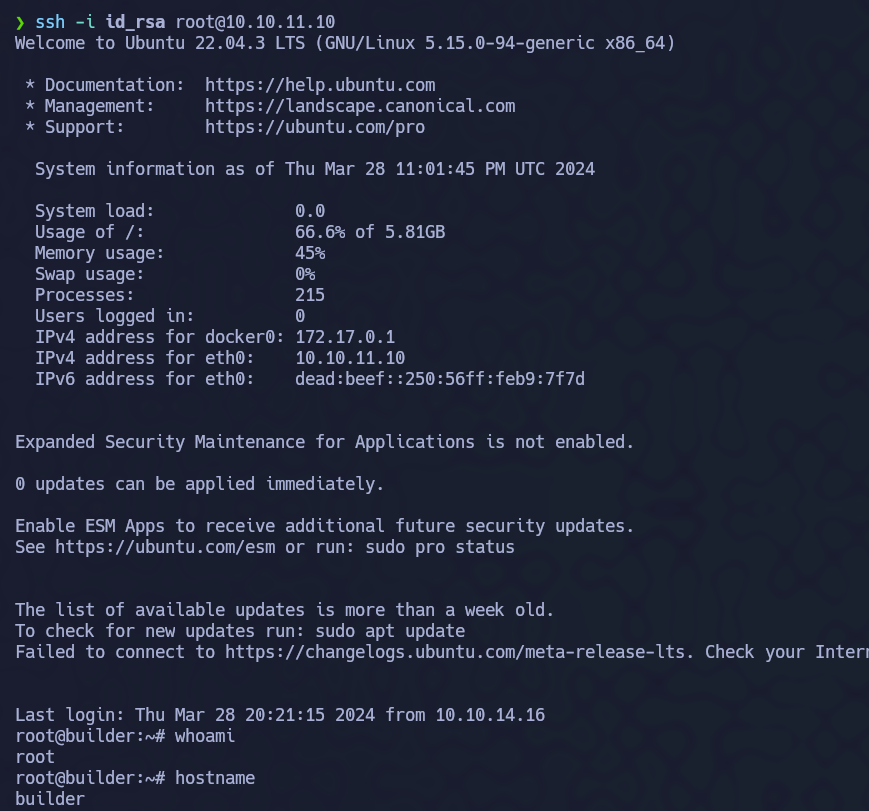 ❯ ssh -i id_rsa root@10.10.11.10
Welcome to Ubuntu 22.04.3 LTS (GNU/Linux 5.15.0-94-generic x86_64)
* Documentation:  https://help.ubuntu.com
* Management:     https://landscape.canonical.com
* Support:        https://ubuntu.com/pro
System information as of Thu Mar 28 11:01:45 PM UTC 2024
System load:              0.0
Usage of /:               66.6% of 5.81GB
Memory usage:             45%
Swap usage:               0%
Processes:                215
Users logged in:          0
IPv4 address for docker0: 172.17.0.1
IPv4 address for eth0:    10.10.11.10
IPv6 address for eth0:    dead:beef::250:56ff:feb9:7f7d
Expanded Security Maintenance for Applications is not enabled.
0 updates can be applied immediately.
Enable ESM Apps to receive additional future security updates.
See https://ubuntu.com/esm or run: sudo pro status
The list of available updates is more than a week old.
To check for new updates run: sudo apt update
Failed to connect to https://changelogs.ubuntu.com/meta-release-lts. Check your Inter
Last login: Thu Mar 28 20:21:15 2024 from 10.10.14.16
root@builder:~# whoami
root
root@builder:~# hostname
builder